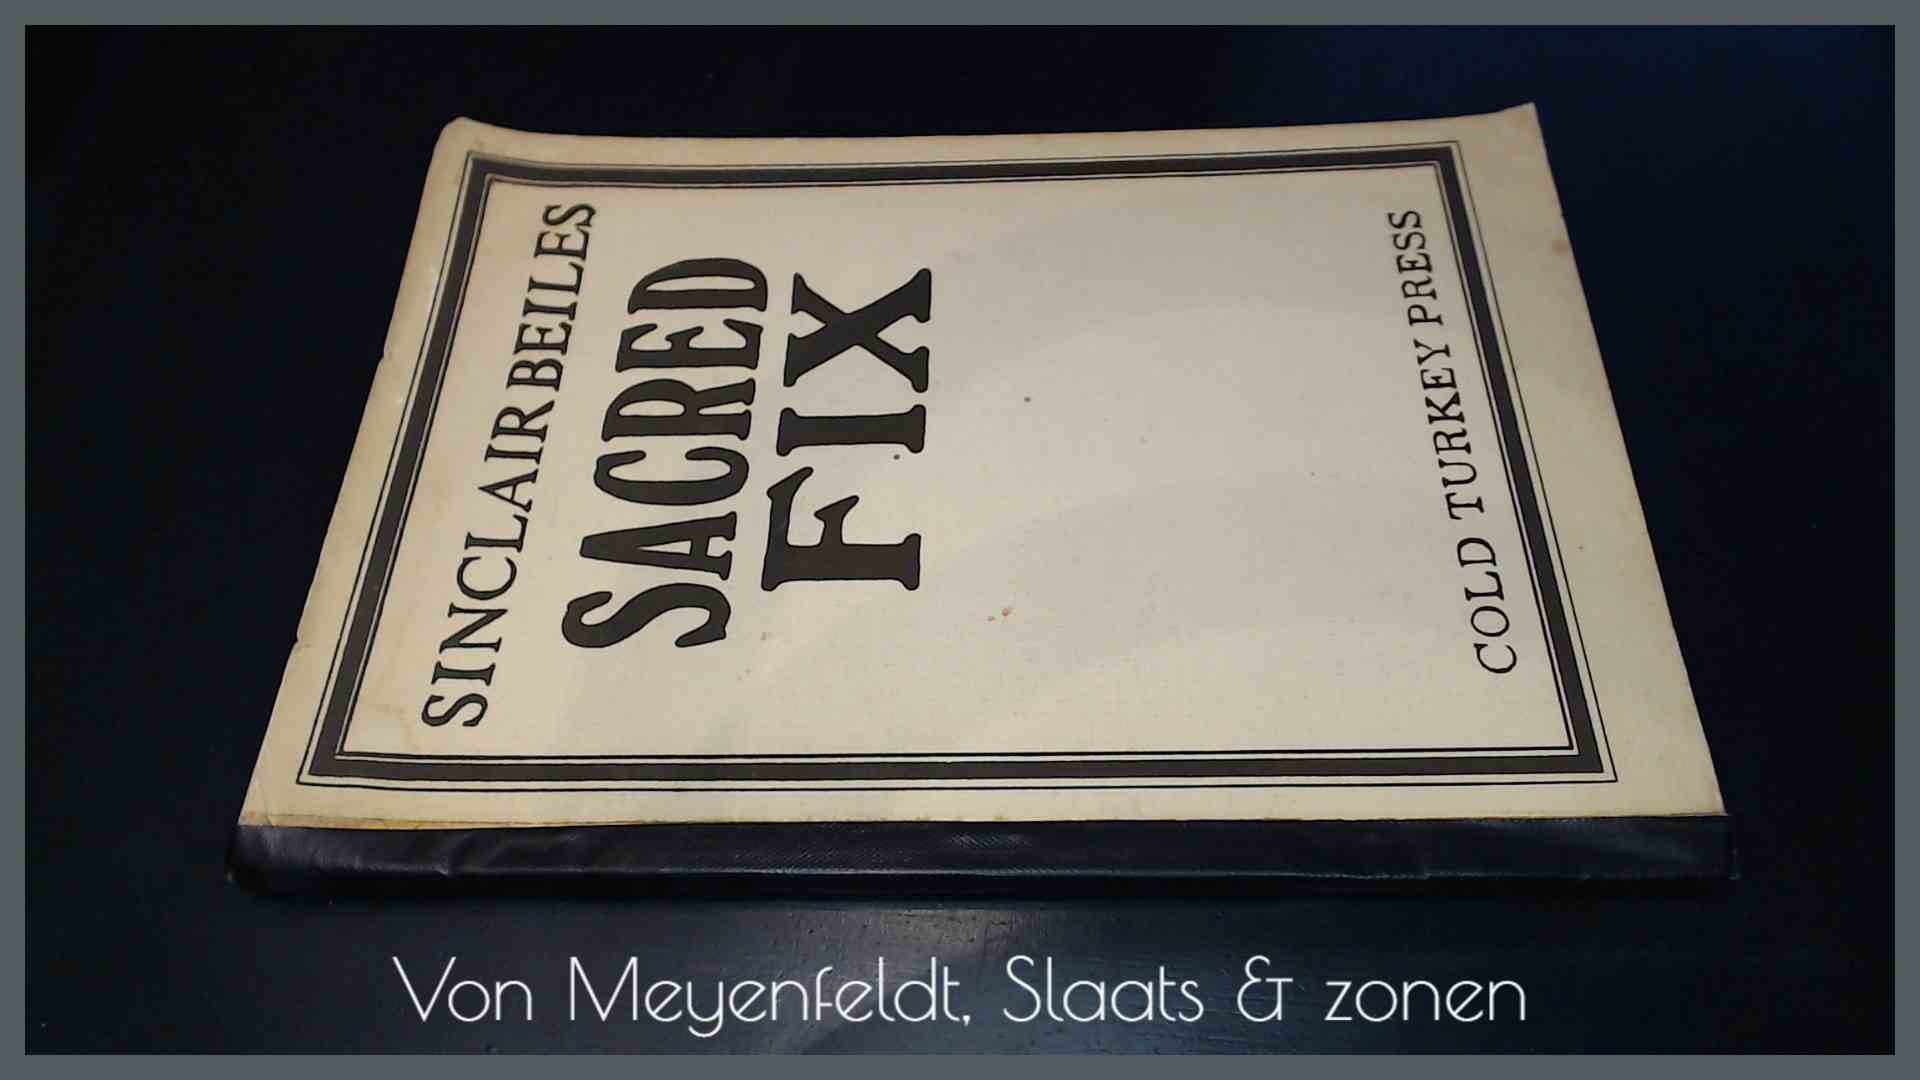 SINCLAIR BEILES
SACRED
FIX
COLD TURKEY PRESS
Von Meyenfeldt, Slaats & zonen